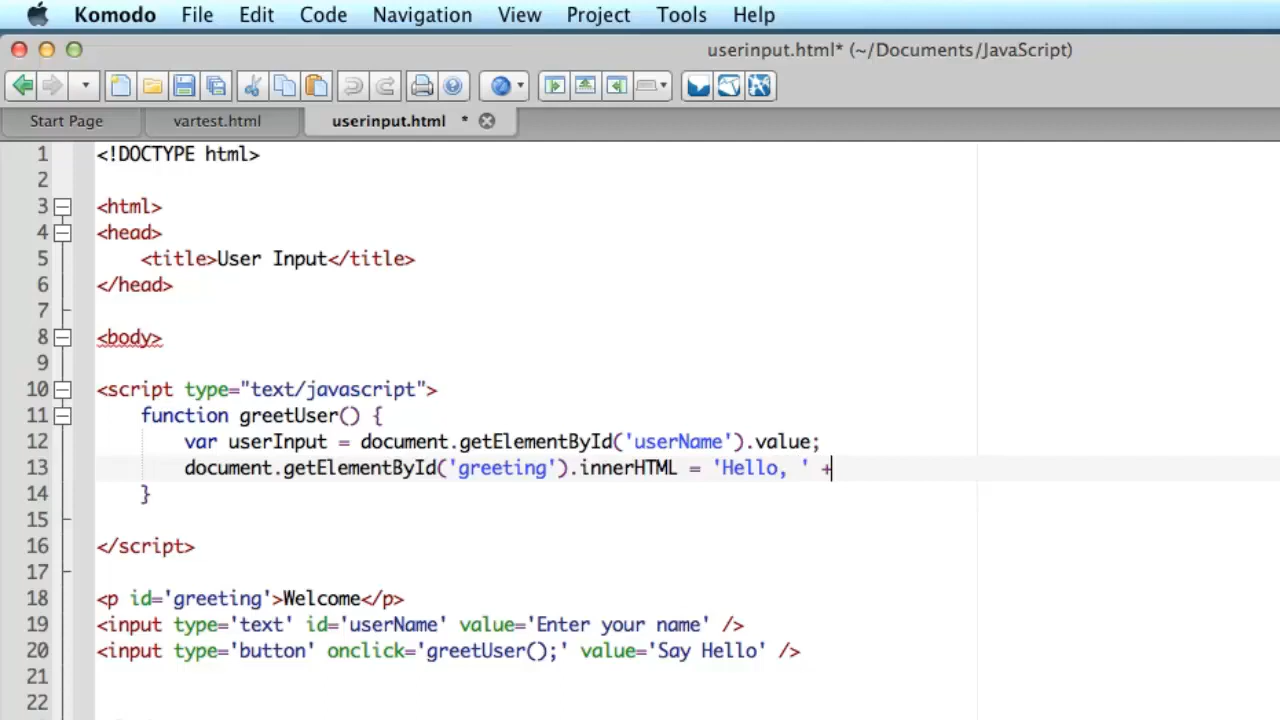 Komodo File Edit Code Navigation View Project Tools Help
userinput.html* (~/Documents/JavaScript)
Start Page vartest.html userinput.html *
1 <!DOCTYPE html>
2
3 <html>
4 <head>
5 <title>User Input</title>
6 </head>
7
8 <body>
9
10 <script type="text/javascript">
11 function greetUser() {
12 var userInput = document.getElementById('userName').value;
13 document.getElementById('greeting').innerHTML = 'Hello, ' +
14 }
15
16 </script>
17
18 <p id='greeting'>Welcome</p>
19 <input type='text' id='userName' value='Enter your name' />
20 <input type='button' onclick='greetUser();' value='Say Hello' />
21
22